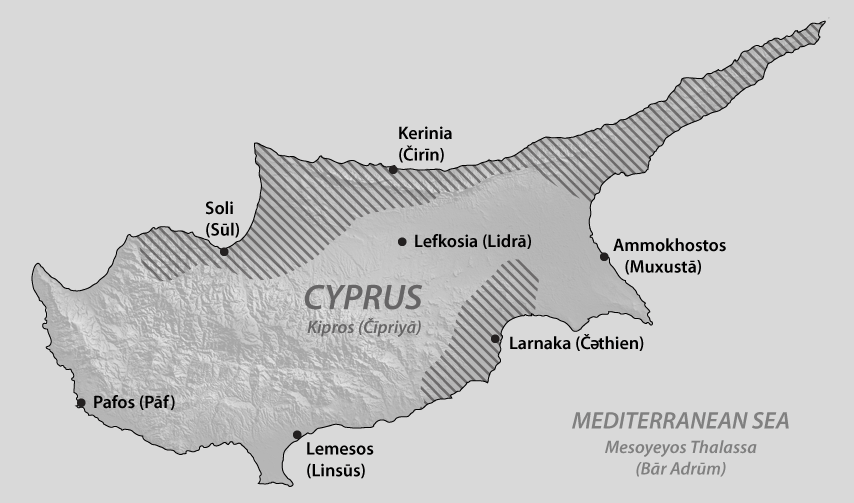 Kerinia
(Čirīn)
Soli
(Sūl)
Lefkosia (Lidrā)
Ammokhostos
(Muxustā)
CYPRUS
Kipros (Čipriyā)
Larnaka (Čəthien)
Pafos (Pāf)
MEDITERRANEAN SEA
Mesoyeyos Thalassa
(Bār Adrūm)
Lemesos
(Linsūs)